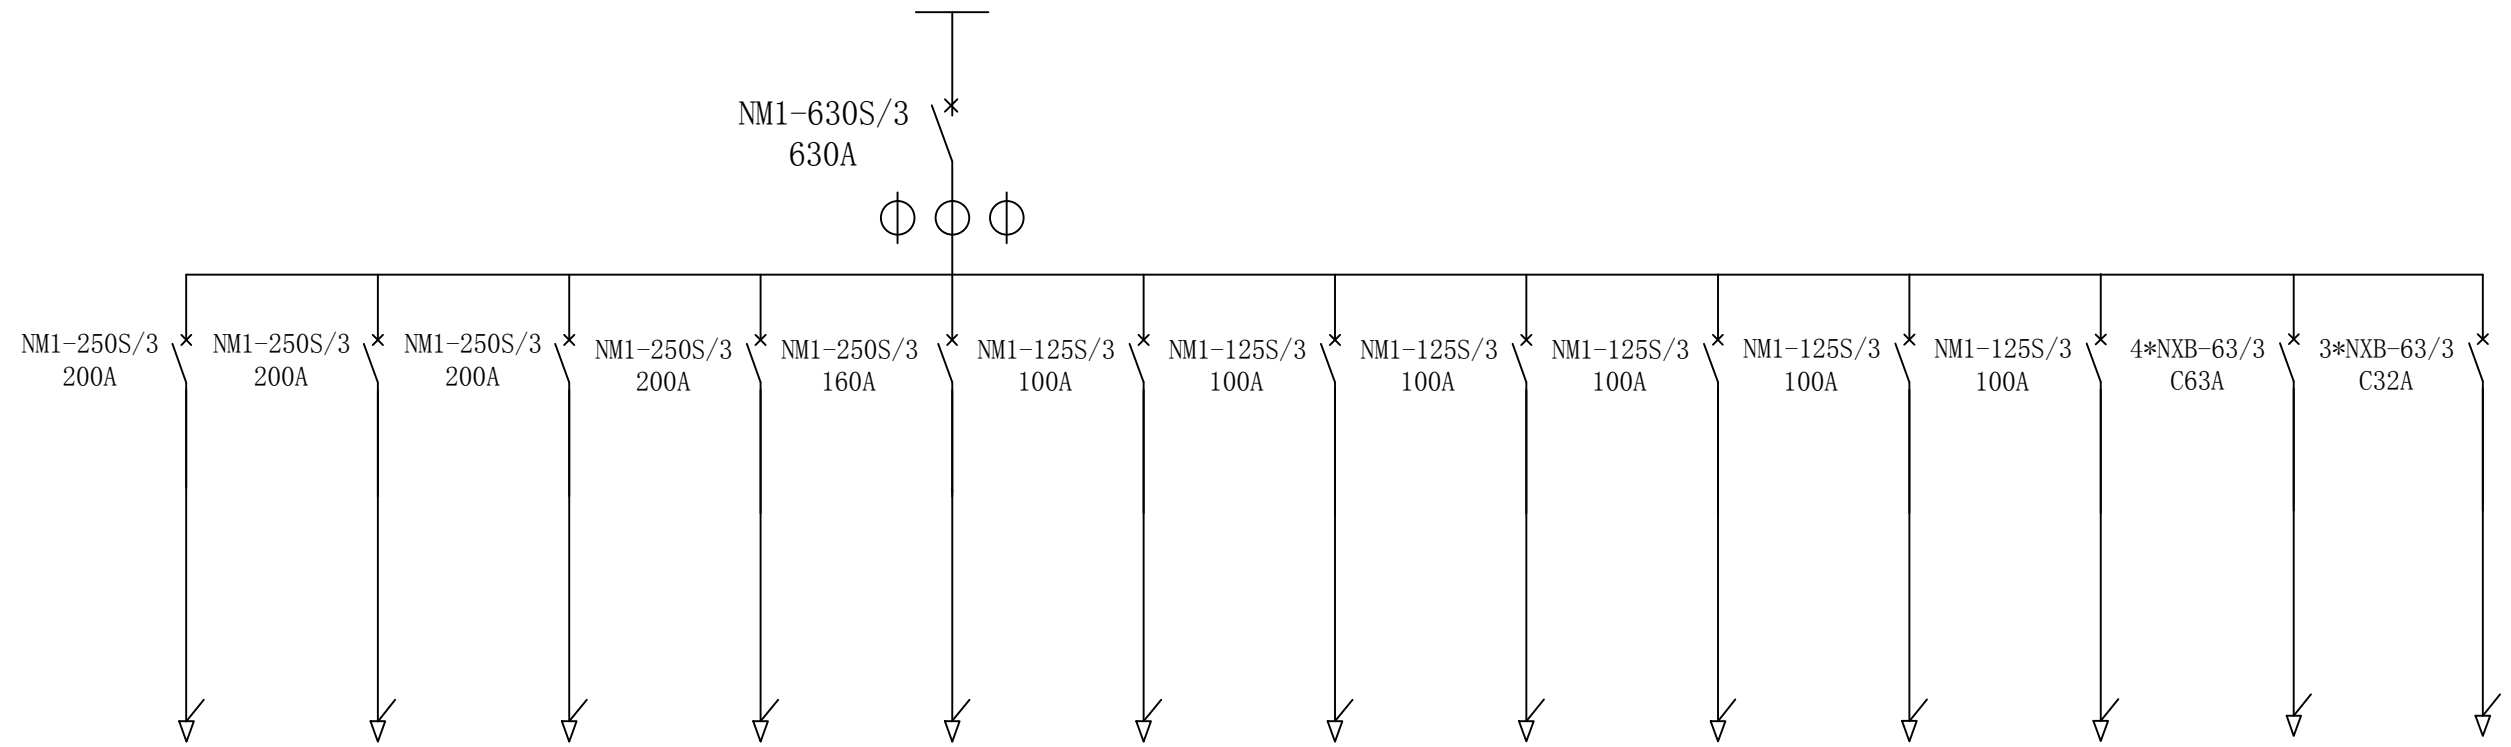 NM1-630S/3
630A
NM1-250S/3
200A
NM1-250S/3
200A
NM1-250S/3
200A
NM1-250S/3
200A
NM1-250S/3
160A
NM1-125S/3
100A
NM1-125S/3
100A
NM1-125S/3
100A
NM1-125S/3
100A
NM1-125S/3
100A
NM1-125S/3
100A
4*NXB-63/3
C63A
3*NXB-63/3
C32A